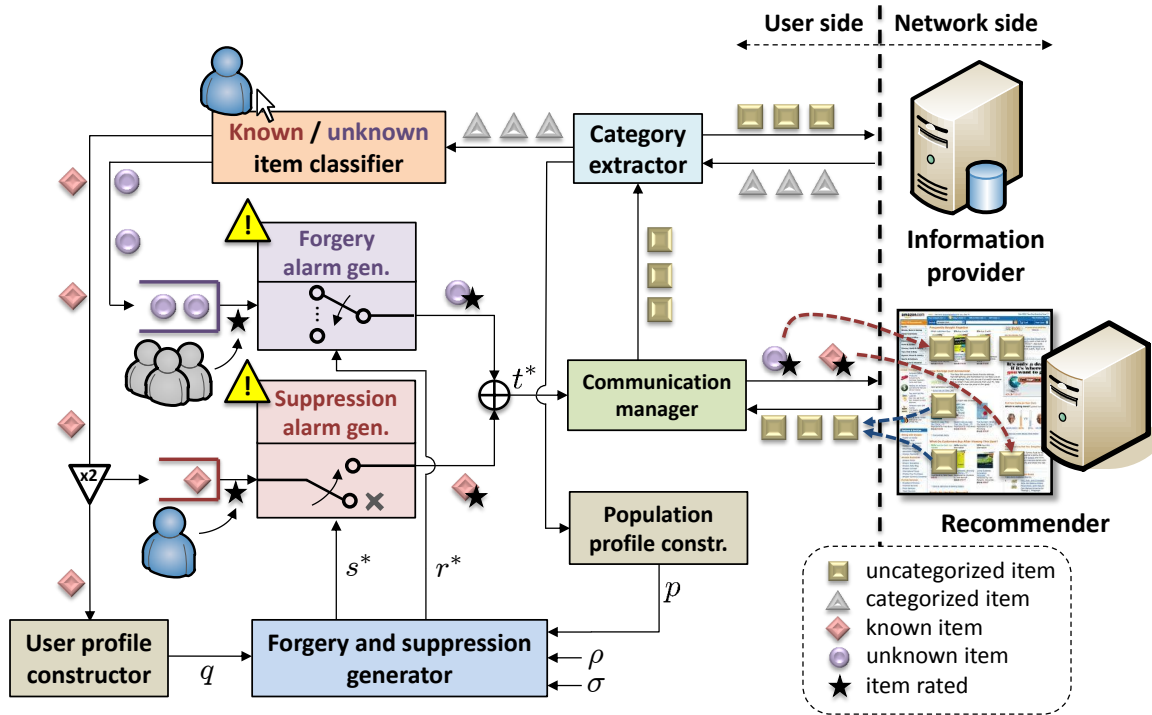 User side
Network side
Known / unknown
item classifier
Category
extractor
!
Forgery
alarm gen.
Information
provider
amazon.com
!
Suppression
alarm gen.
t*
Communication
manager
x2
Population
profile constr.
Recommender
s*
r*
p
User profile
constructor
q
Forgery and suppression
generator
ρ
σ
uncategorized item
categorized item
known item
unknown item
item rated